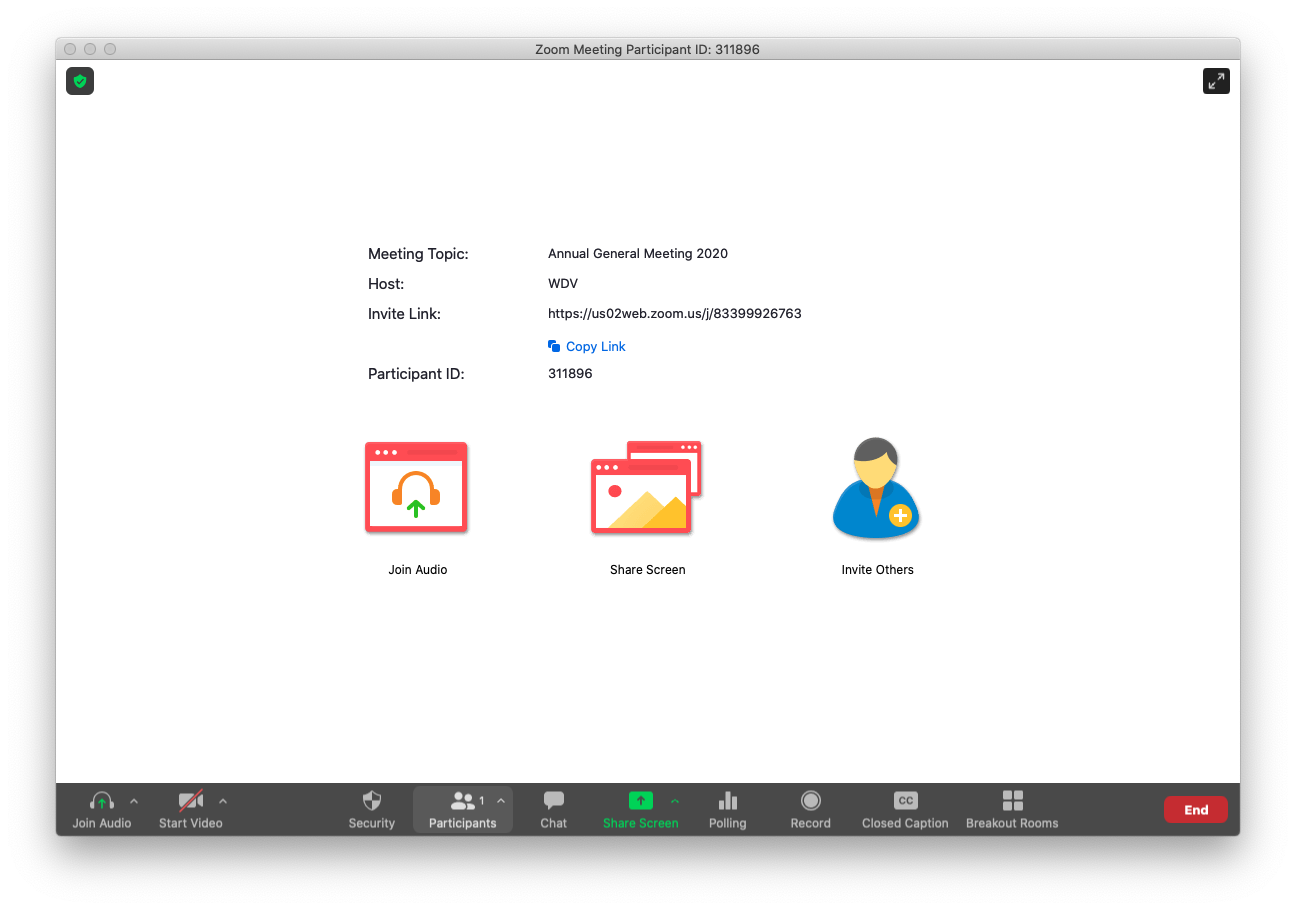 Zoom Meeting Participant ID: 311896
Meeting Topic: Annual General Meeting 2020
Host: WDV
Invite Link: https://us02web.zoom.us/j/83399926763
Copy Link
Participant ID: 311896
Join Audio Share Screen Invite Others
1 CC
Join Audio Start Video Security Participants Chat Share Screen Polling Record Closed Caption Breakout Rooms End